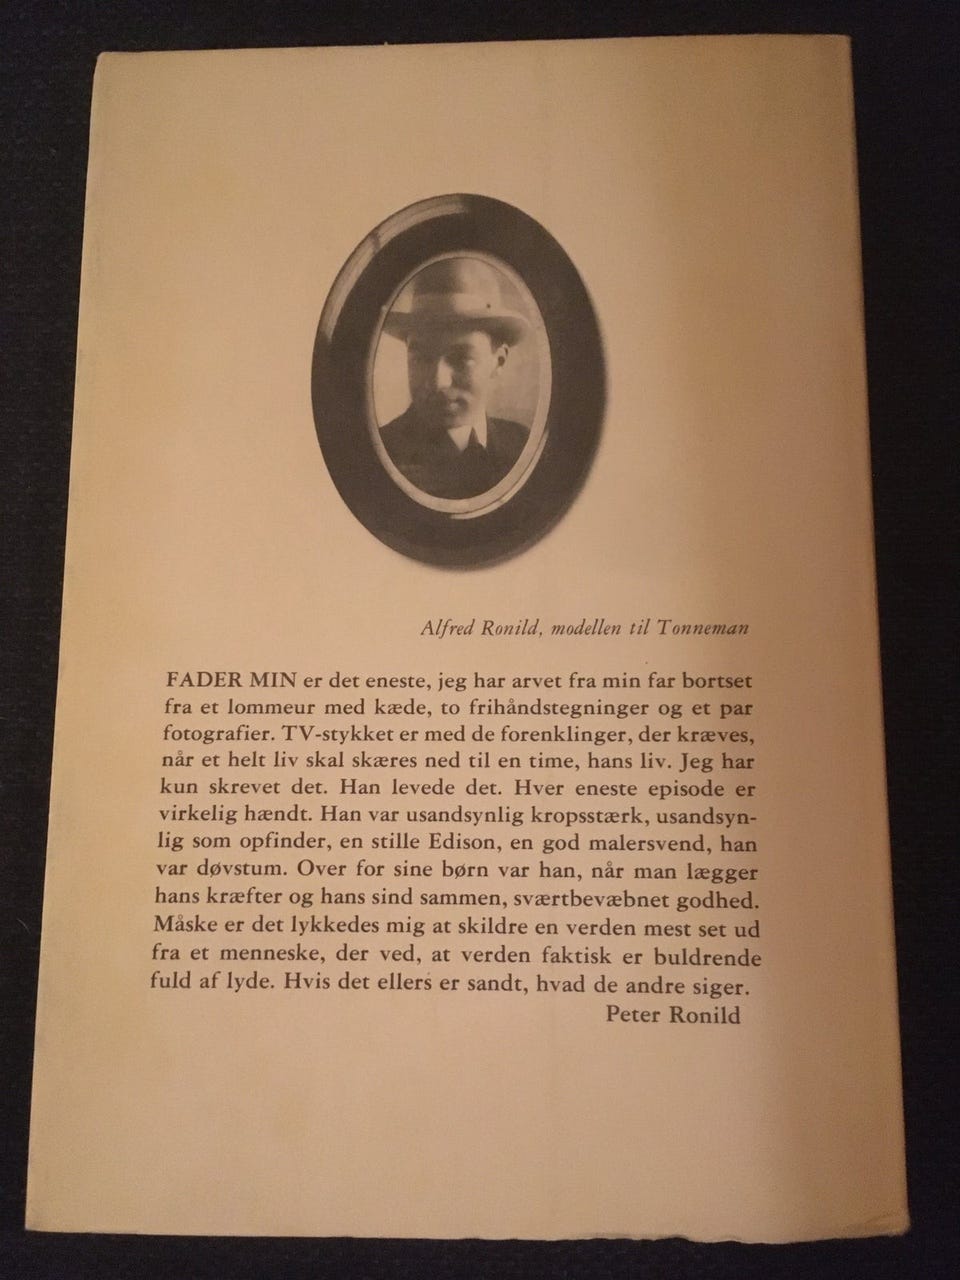 Alfred Ronild, modellen til Tonneman
FADER MIN er det eneste, jeg har arvet fra min far bortset
fra et lommeur med kæde, to frihåndstegninger og et par
fotografier. TV-stykket er med de forenklinger, der kræves,
når et helt liv skal skæres ned til en time, hans liv. Jeg har
kun skrevet det. Han levede det. Hver eneste episode er
virkelig hændt. Han var usandsynlig kropsstærk, usandsyn-
lig som opfinder, en stille Edison, en god malersvend, han
var døvstum. Over for sine børn var han, når man lægger
hans kræfter og hans sind sammen, sværtbevæbnet godhed.
Måske er det lykkedes mig at skildre en verden mest set ud
fra et menneske, der ved, at verden faktisk er buldrende
fuld af lyde. Hvis det ellers er sandt, hvad de andre siger.
Peter Ronild